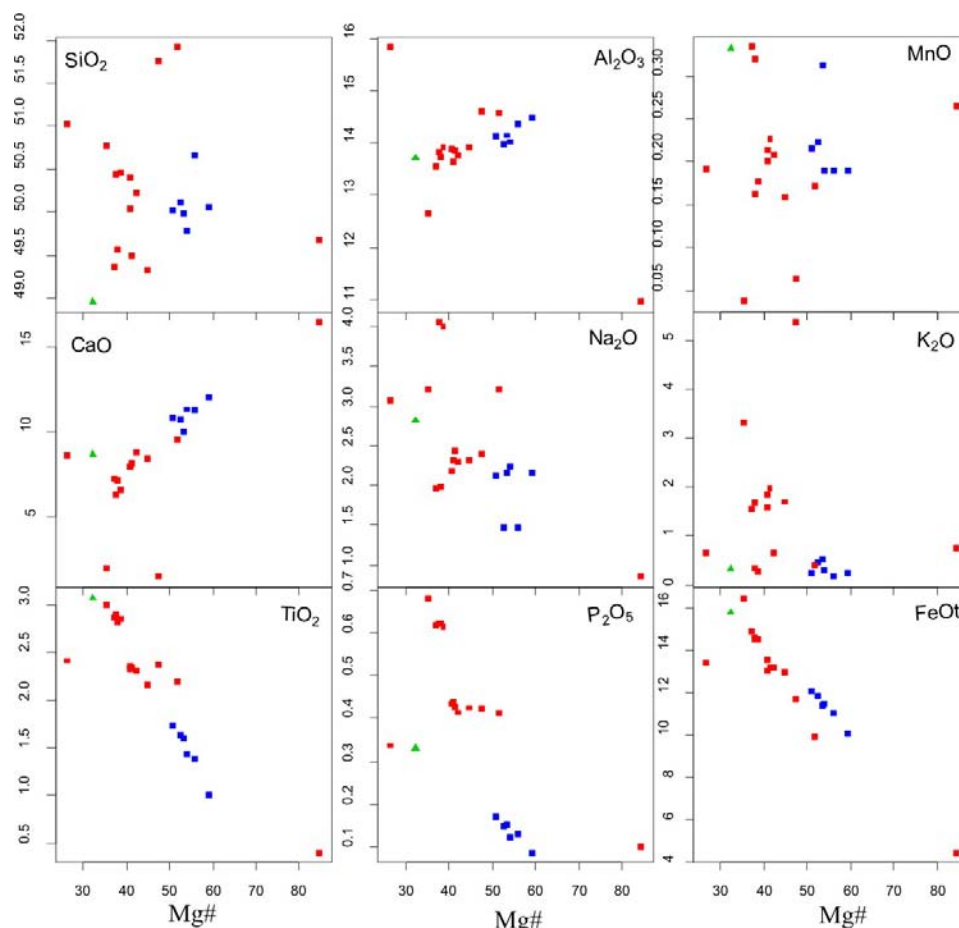 SiO₂
49.0 49.5 50.0 50.5 51.0 51.5 52.0
Al₂O₃
11 12 13 14 15 16
MnO
0.05 0.10 0.15 0.20 0.25 0.30
CaO
5 10 15
Na₂O
0.7 1.0 1.5 2.0 2.5 3.0 3.5 4.0
K₂O
0 1 2 3 4 5
TiO₂
0.5 1.0 1.5 2.0 2.5 3.0
P₂O₅
0.1 0.2 0.3 0.4 0.5 0.6
FeOt
4 6 8 10 12 14 16
30 40 50 60 70 80
30 40 50 60 70 80
30 40 50 60 70 80
Mg#
Mg#
Mg#